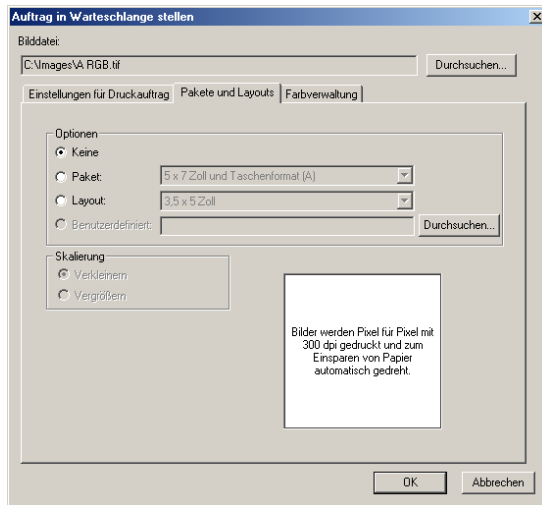 Auftrag in Warteschlange stellen
Bilddatei:
C:\Images\A RGB.tif
Durchsuchen...
Einstellungen für Druckauftrag Pakete und Layouts Farbverwaltung
Optionen
Keine
Paket: 5 x 7 Zoll und Taschenformat (A)
Layout: 3,5 x 5 Zoll
Benutzerdefiniert: Durchsuchen...
Skalierung
Verkleinern
Vergrößern
Bilder werden Pixel für Pixel mit
300 dpi gedruckt und zum
Einsparen von Papier
automatisch gedreht.
OK Abbrechen